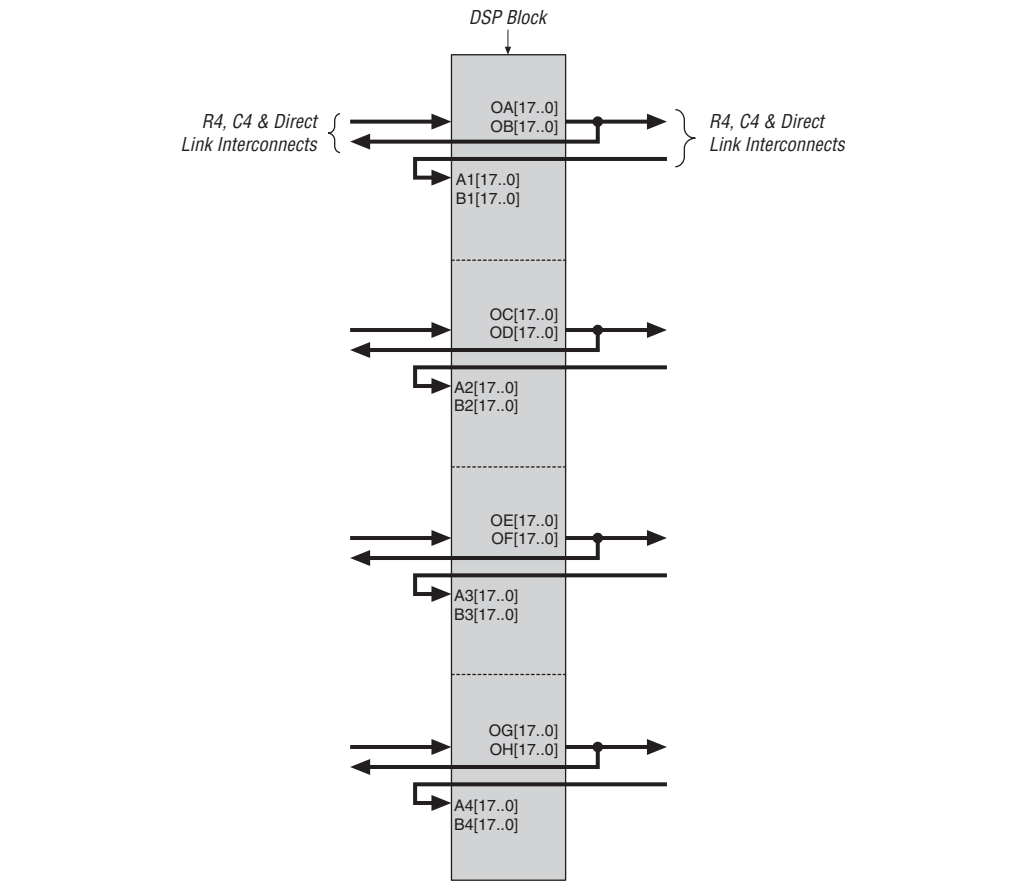 DSP Block
R4, C4 & Direct
Link Interconnects
OA[17..0]
OB[17..0]
R4, C4 & Direct
Link Interconnects
A1[17..0]
B1[17..0]
OC[17..0]
OD[17..0]
A2[17..0]
B2[17..0]
OE[17..0]
OF[17..0]
A3[17..0]
B3[17..0]
OG[17..0]
OH[17..0]
A4[17..0]
B4[17..0]